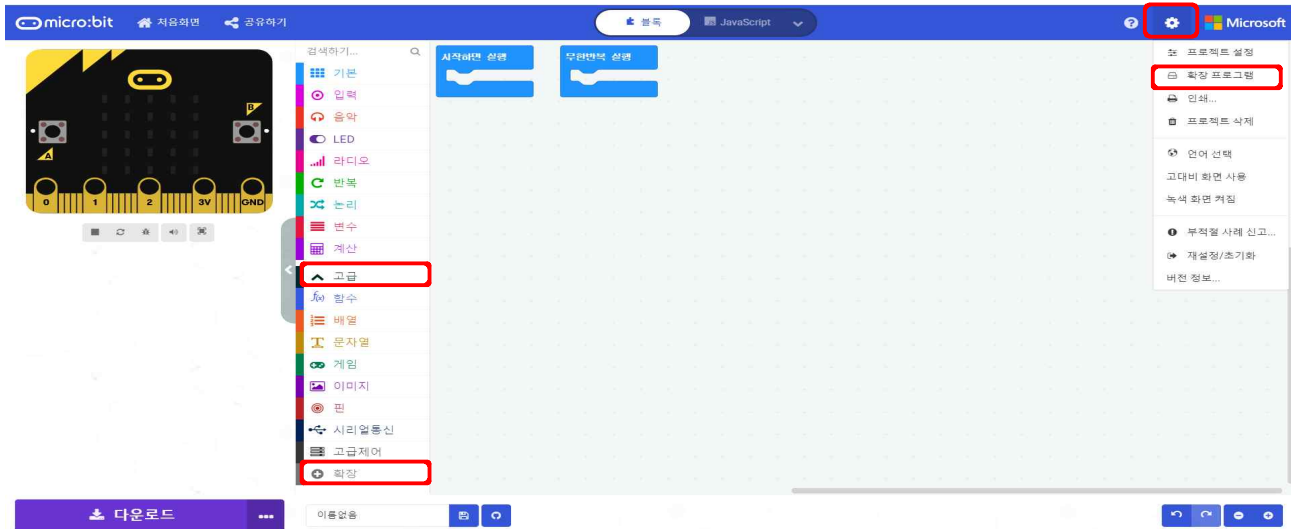 micro:bit 처음화면 공유하기 블록 JavaScript Microsoft
검색하기...
기본
입력
음악
LED
라디오
반복
논리
변수
계산
고급
함수
배열
문자열
게임
이미지
핀
시리얼통신
고급제어
확장
시작하면 실행
무한반복 실행
프로젝트 설정
확장 프로그램
인쇄...
프로젝트 삭제
언어 선택
고대비 화면 사용
녹색 화면 켜짐
부적절 사례 신고...
재설정/초기화
버전 정보...
B
A
0 1 2 3V GND
다운로드 ••• 이름없음